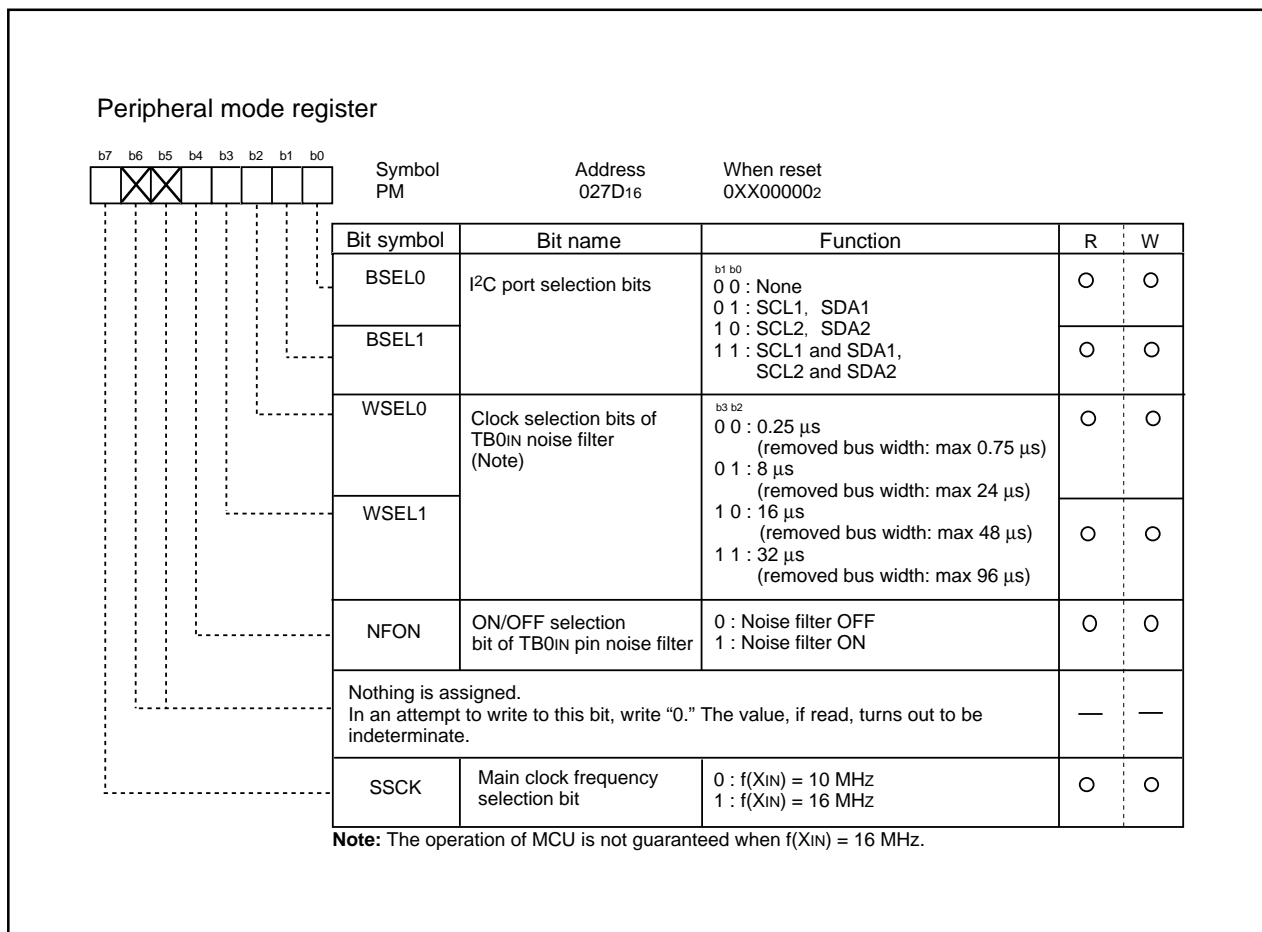 Peripheral mode register
b7 b6 b5 b4 b3 b2 b1 b0
Symbol Address When reset
PM 027D16 0XX000002
Bit symbol Bit name Function R W
BSEL0 I2C port selection bits
b1 b0
0 0 : None
0 1 : SCL1, SDA1
1 0 : SCL2, SDA2
1 1 : SCL1 and SDA1,
SCL2 and SDA2
BSEL1
WSEL0
Clock selection bits of
TB0IN noise filter
(Note)
b3 b2
0 0 : 0.25 µs
(removed bus width: max 0.75 µs)
0 1 : 8 µs
(removed bus width: max 24 µs)
1 0 : 16 µs
(removed bus width: max 48 µs)
1 1 : 32 µs
(removed bus width: max 96 µs)
WSEL1
NFON
ON/OFF selection
bit of TB0IN pin noise filter
0 : Noise filter OFF
1 : Noise filter ON
Nothing is assigned.
In an attempt to write to this bit, write “0.” The value, if read, turns out to be
indeterminate.
SSCK
Main clock frequency
selection bit
0 : f(XIN) = 10 MHZ
1 : f(XIN) = 16 MHZ
Note: The operation of MCU is not guaranteed when f(XIN) = 16 MHz.